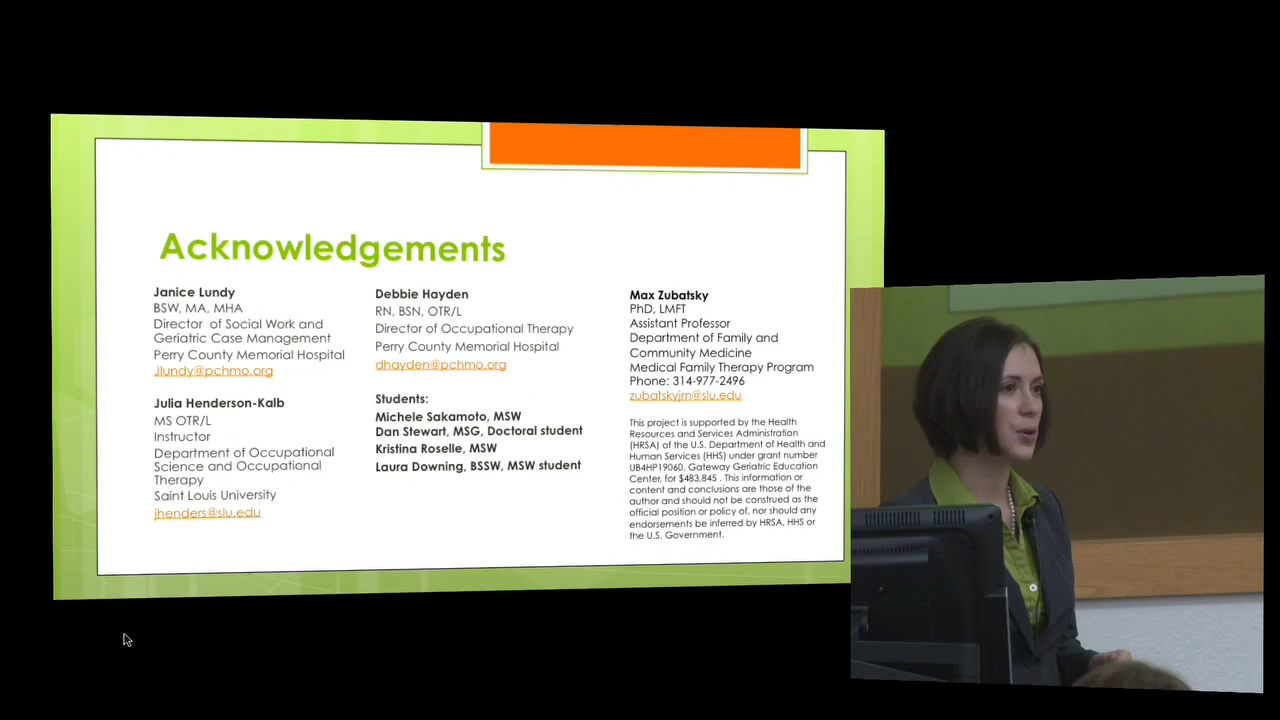 Acknowledgements
Janice Lundy
BSW, MA, MHA
Director of Social Work and
Geriatric Case Management
Perry County Memorial Hospital
Jlundy@pchmo.org
Julia Henderson-Kalb
MS OTR/L
Instructor
Department of Occupational
Science and Occupational
Therapy
Saint Louis University
jhenders@slu.edu
Debbie Hayden
RN, BSN, OTR/L
Director of Occupational Therapy
Perry County Memorial Hospital
dhayden@pchmo.org
Students:
Michele Sakamoto, MSW
Dan Stewart, MSG, Doctoral student
Kristina Roselle, MSW
Laura Downing, BSSW, MSW student
Max Zubatsky
PhD, LMFT
Assistant Professor
Department of Family and
Community Medicine
Medical Family Therapy Program
Phone: 314-977-2496
zubatskyjm@slu.edu
This project is supported by the Health
Resources and Services Administration
(HRSA) of the U.S. Department of Health and
Human Services (HHS) under grant number
UB4HP19060, Gateway Geriatric Education
Center, for $483,845 . This information or
content and conclusions are those of the
author and should not be construed as the
official position or policy of, nor should any
endorsements be inferred by HRSA, HHS or
the U.S. Government.